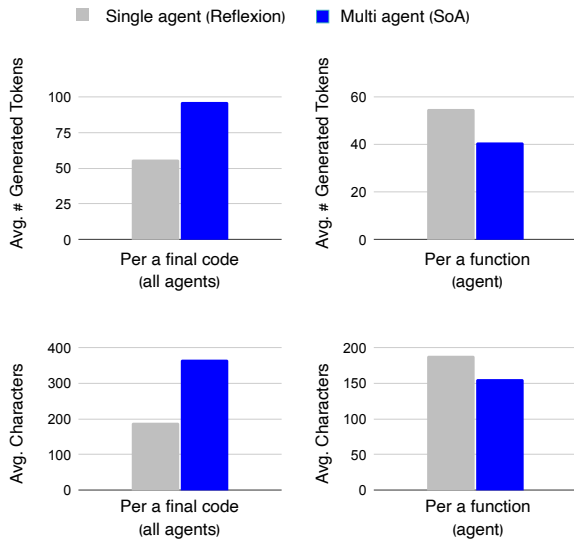 Single agent (Reflexion) Multi agent (SoA)
Avg. # Generated Tokens
100
75
50
25
0
Per a final code
(all agents)
Avg. # Generated Tokens
60
40
20
0
Per a function
(agent)
Avg. Characters
400
300
200
100
0
Per a final code
(all agents)
Avg. Characters
200
150
100
50
0
Per a function
(agent)